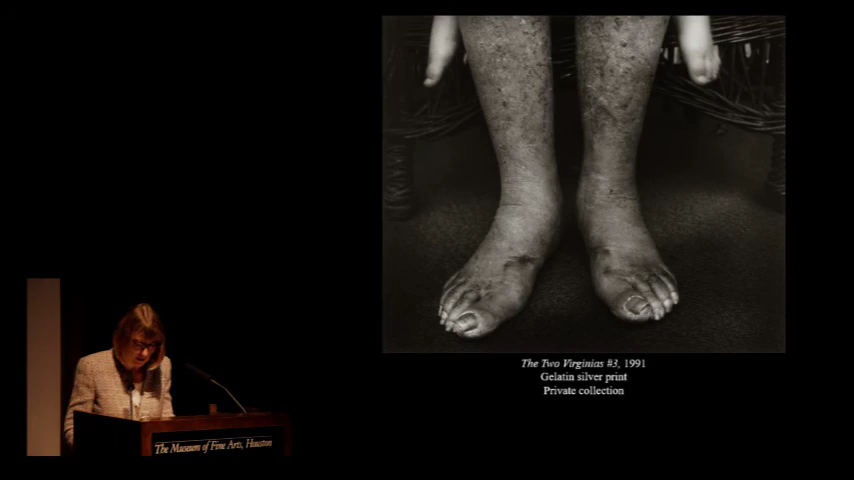 The Two Virginias #3, 1991
Gelatin silver print
Private collection
The Museum of Fine Arts, Houston